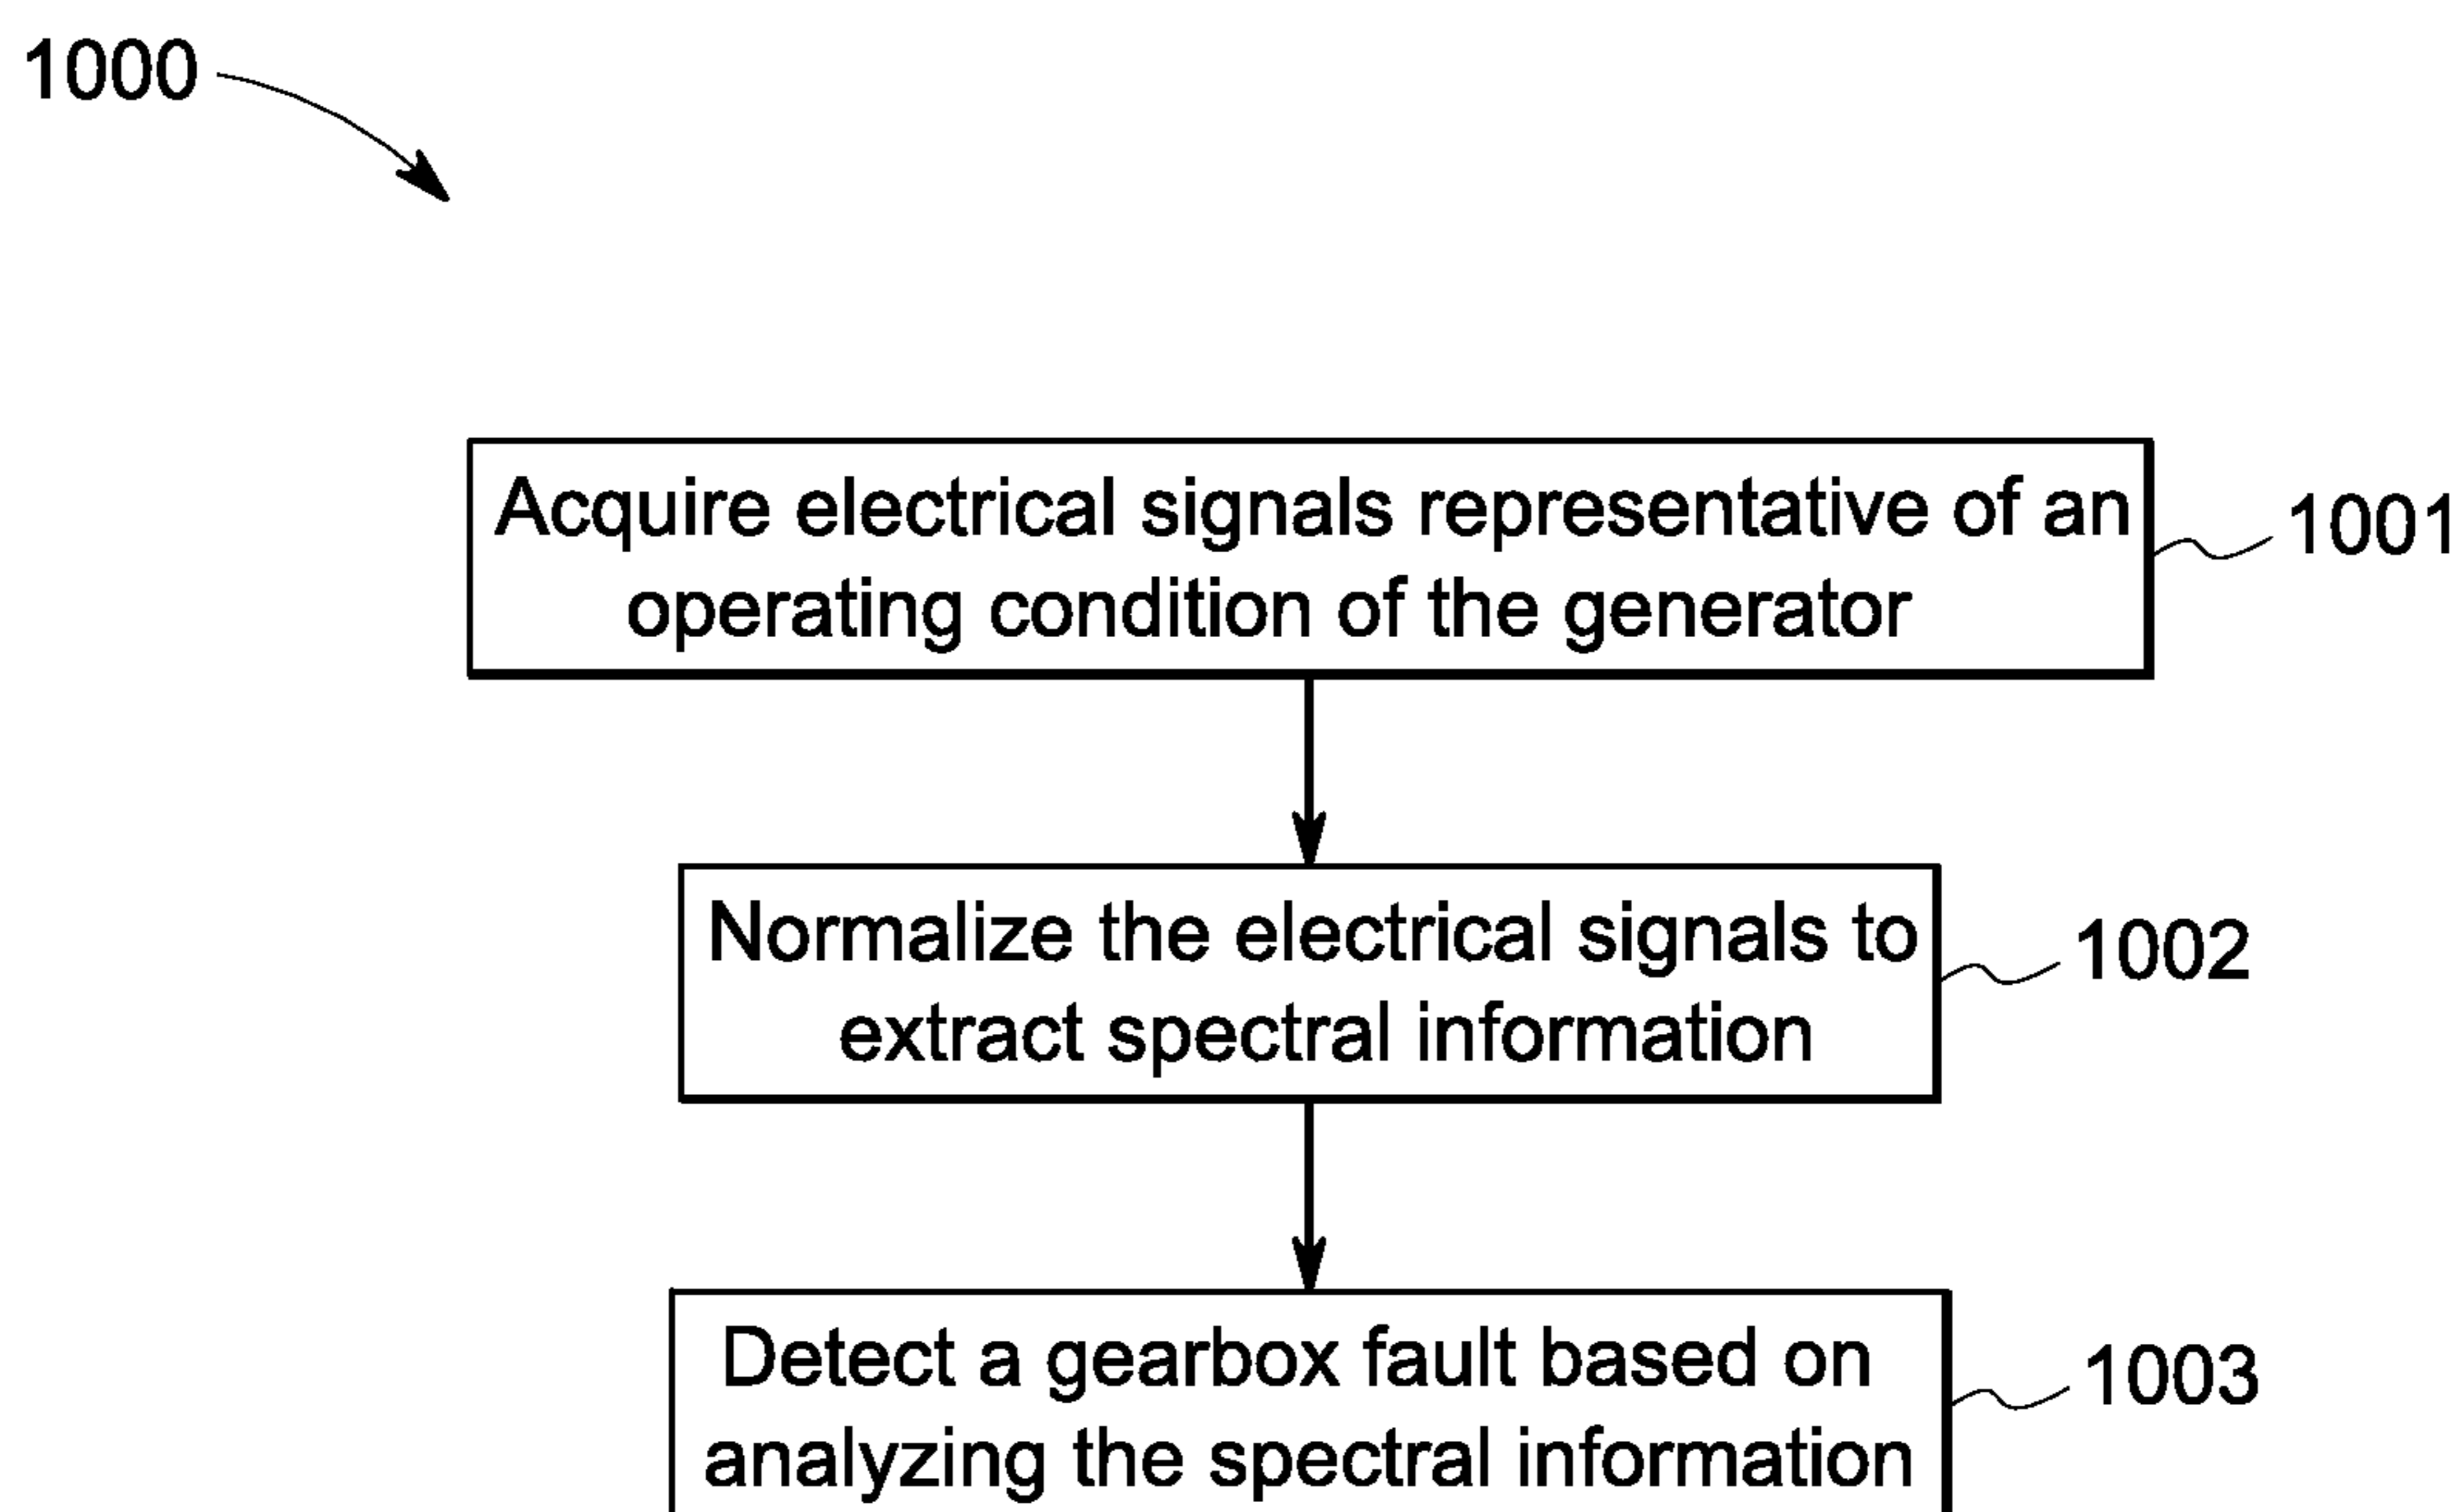 1000
Acquire electrical signals representative of an
operating condition of the generator
1001
Normalize the electrical signals to
extract spectral information
1002
Detect a gearbox fault based on
analyzing the spectral information
1003